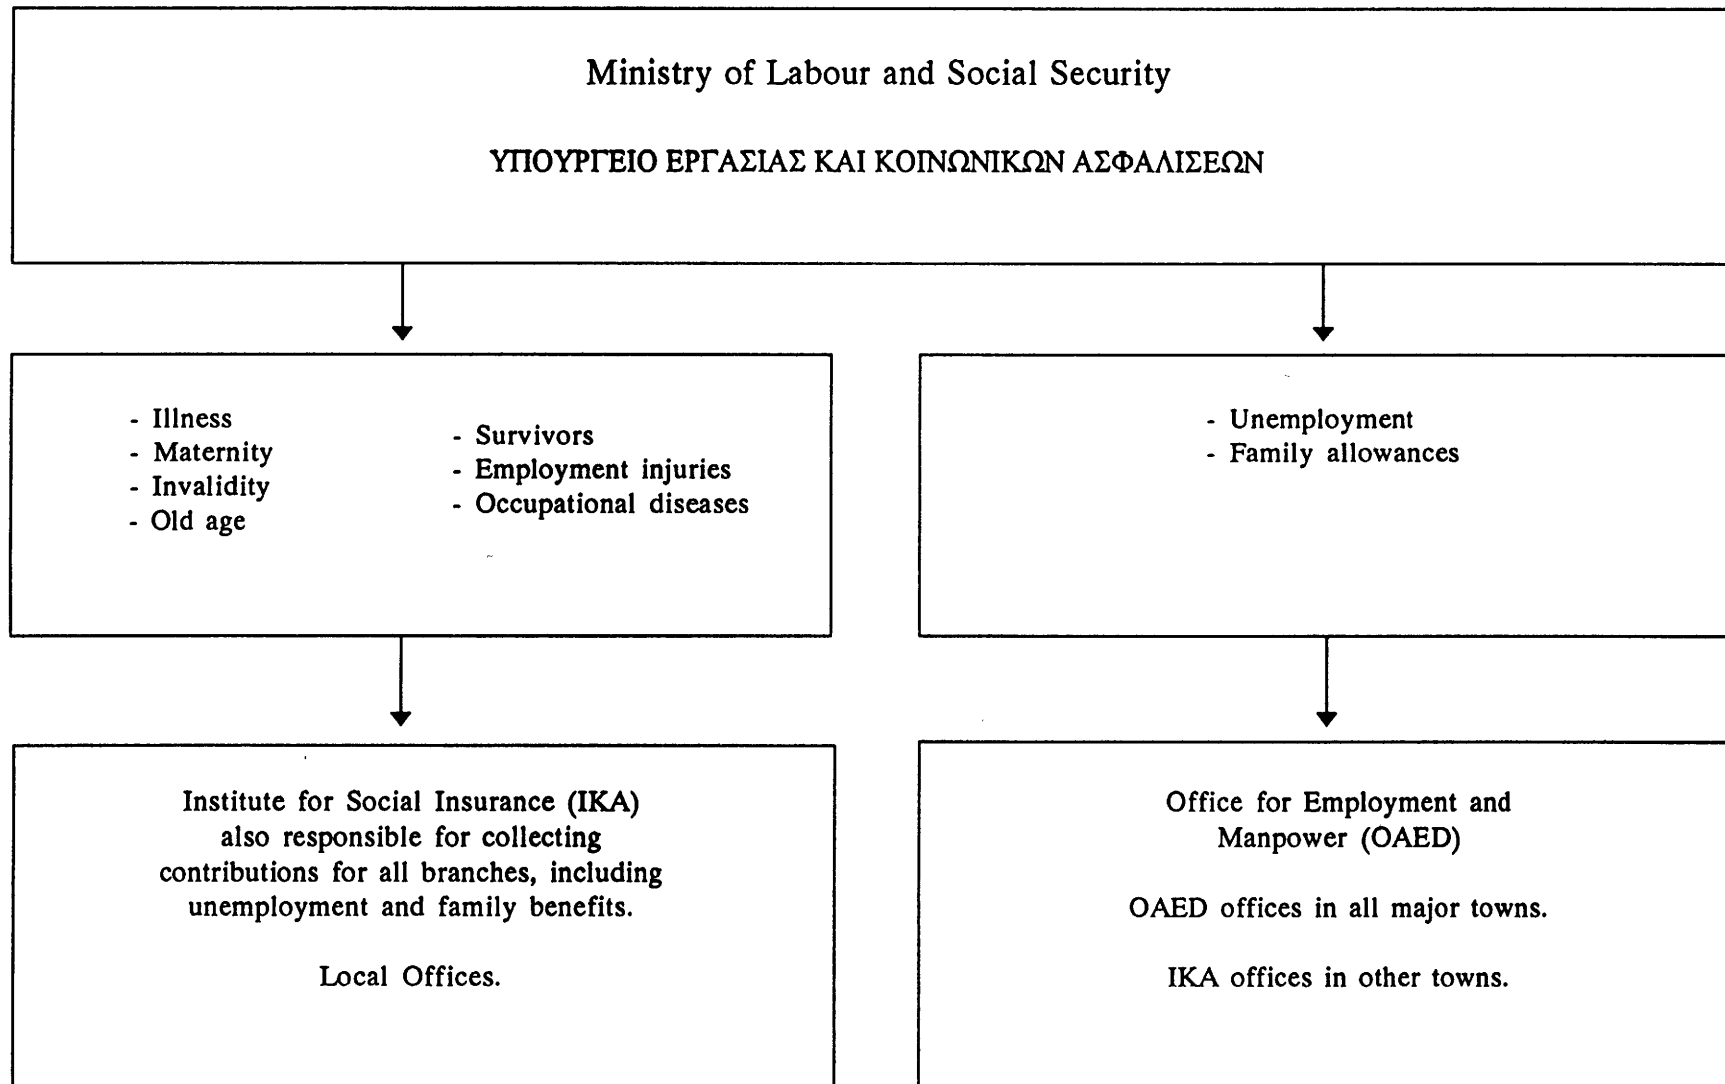 Ministry of Labour and Social Security
ΥΠΟΥΡΓΕΙΟ ΕΡΓΑΣΙΑΣ ΚΑΙ ΚΟΙΝΩΝΙΚΩΝ ΑΣΦΑΛΙΣΕΩΝ
- Illness
- Maternity
- Invalidity
- Old age
- Survivors
- Employment injuries
- Occupational diseases
- Unemployment
- Family allowances
Institute for Social Insurance (IKA)
also responsible for collecting
contributions for all branches, including
unemployment and family benefits.
Local Offices.
Office for Employment and
Manpower (OAED)
OAED offices in all major towns.
IKA offices in other towns.